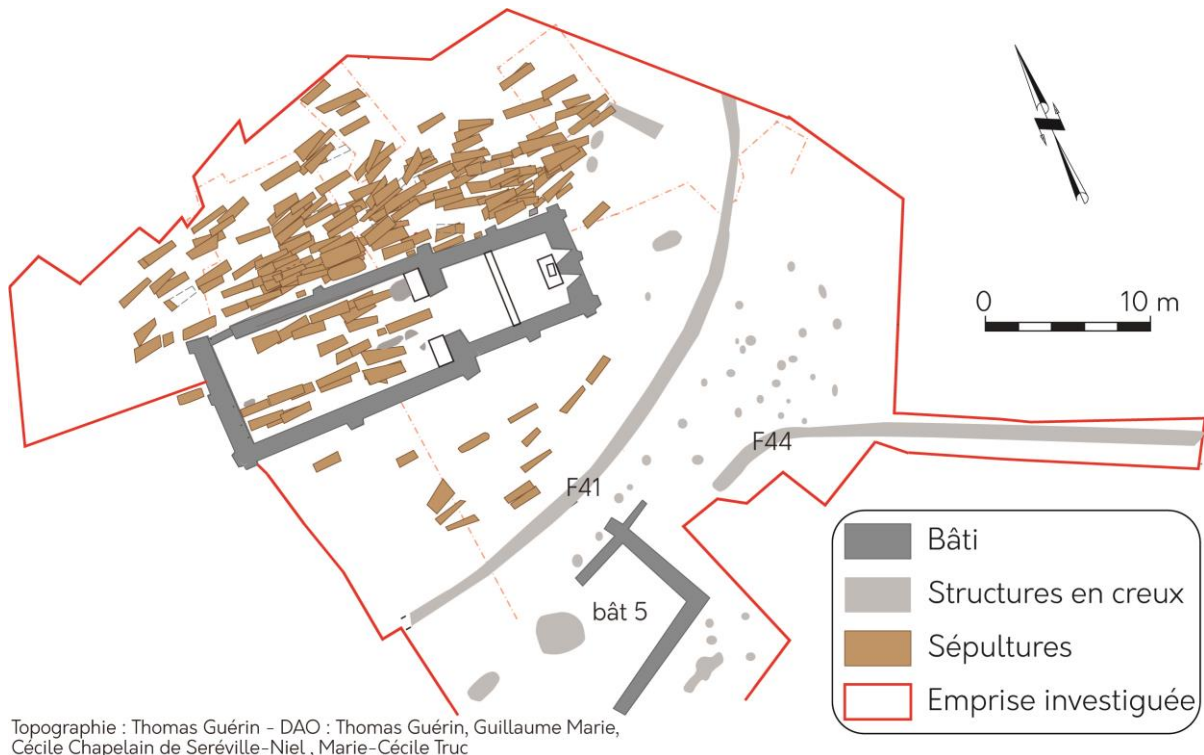 0 10 m
F44
F41
bât 5
Bâti
Structures en creux
Sépultures
Emprise investiguée
Topographie : Thomas Guérin - DAO : Thomas Guérin, Guillaume Marie,
Cécile Chapelain de Seréville-Niel , Marie-Cécile Truc